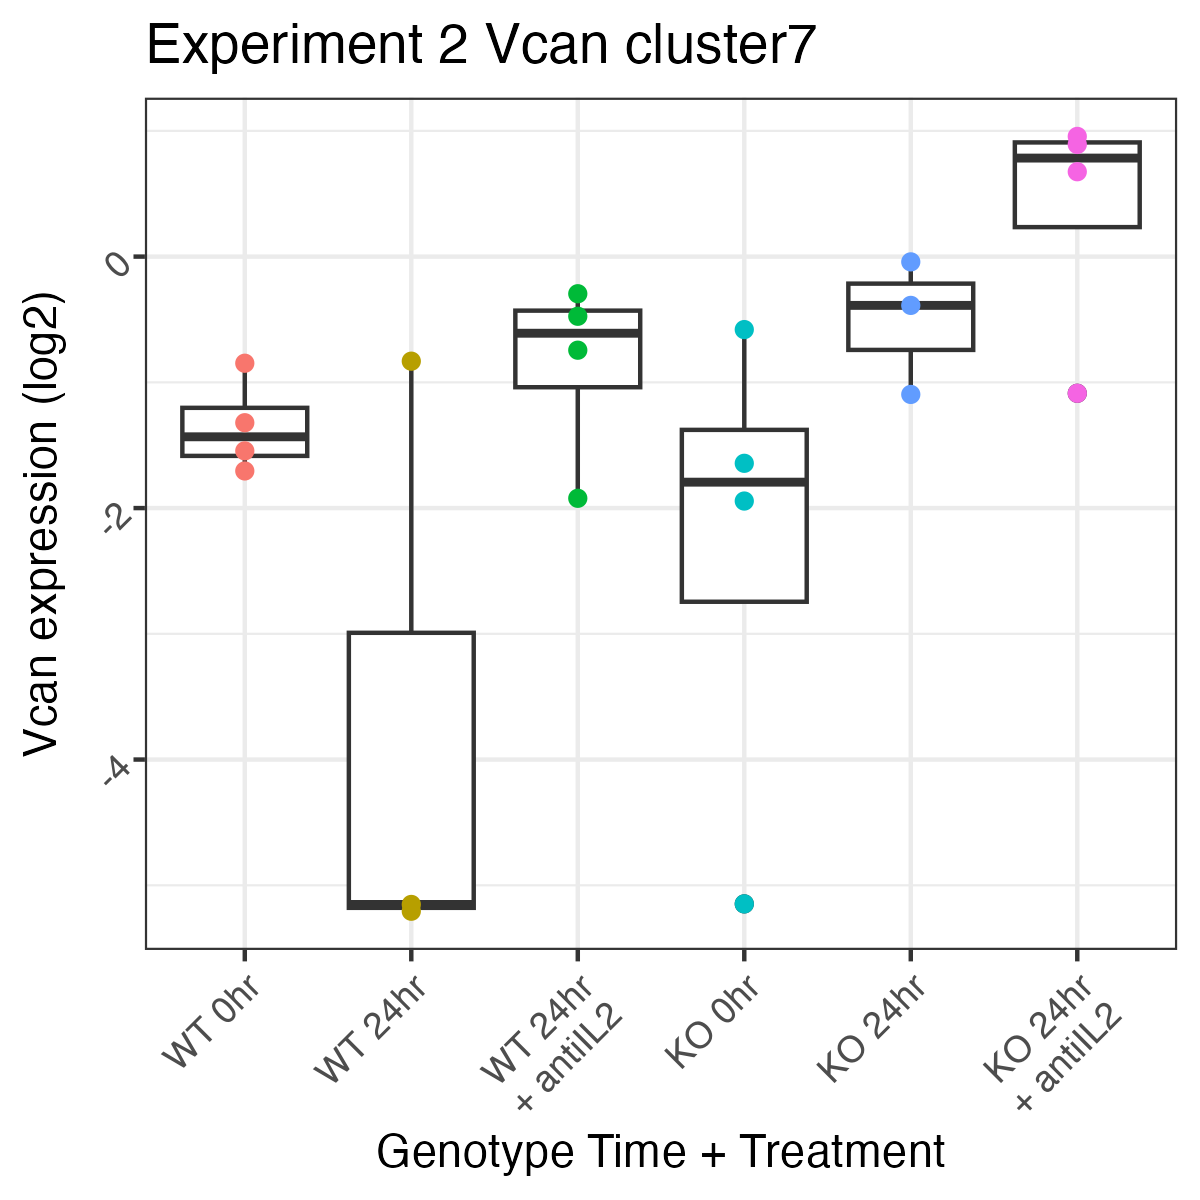 Experiment 2 Vcan cluster7
Vcan expression (log2)
0
-2
-4
WT 0hr
WT 24hr
WT 24hr
+ antiIL2
KO 0hr
KO 24hr
KO 24hr
+ antiIL2
Genotype Time + Treatment